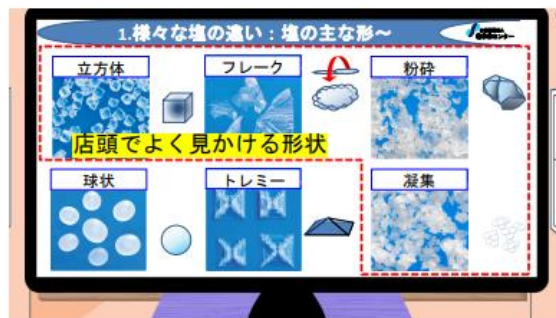 1.様々な塩の違い：塩の主な形～
立方体
フレーク
粉砕
店頭でよく見かける形状
球状
トレミー
凝集